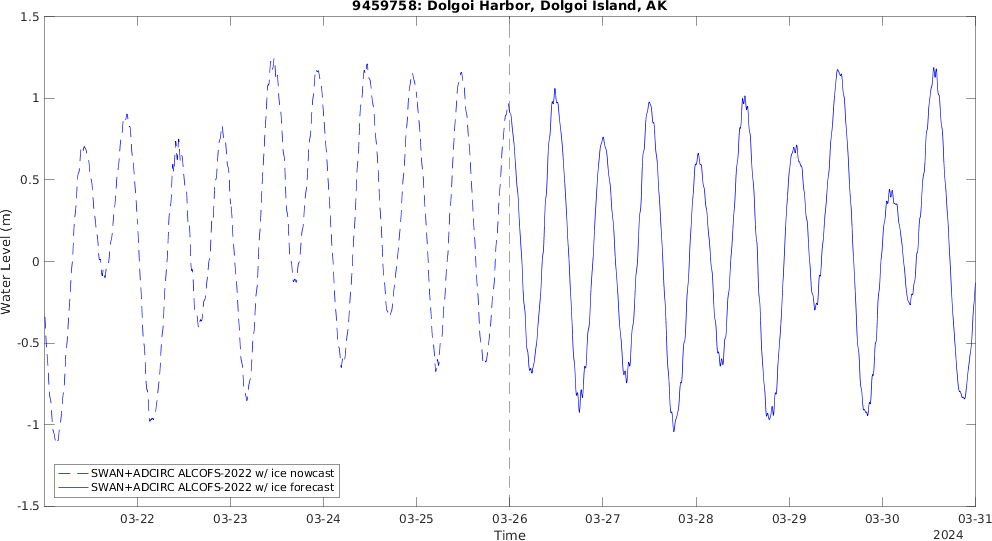 9459758: Dolgoi Harbor, Dolgoi Island, AK
1.5
1
0.5
0
-0.5
-1
-1.5
Water Level (m)
SWAN+ADCIRC ALCOFS-2022 w/ ice nowcast
SWAN+ADCIRC ALCOFS-2022 w/ ice forecast
03-22 03-23 03-24 03-25 03-26 03-27 03-28 03-29 03-30 03-31
Time
2024